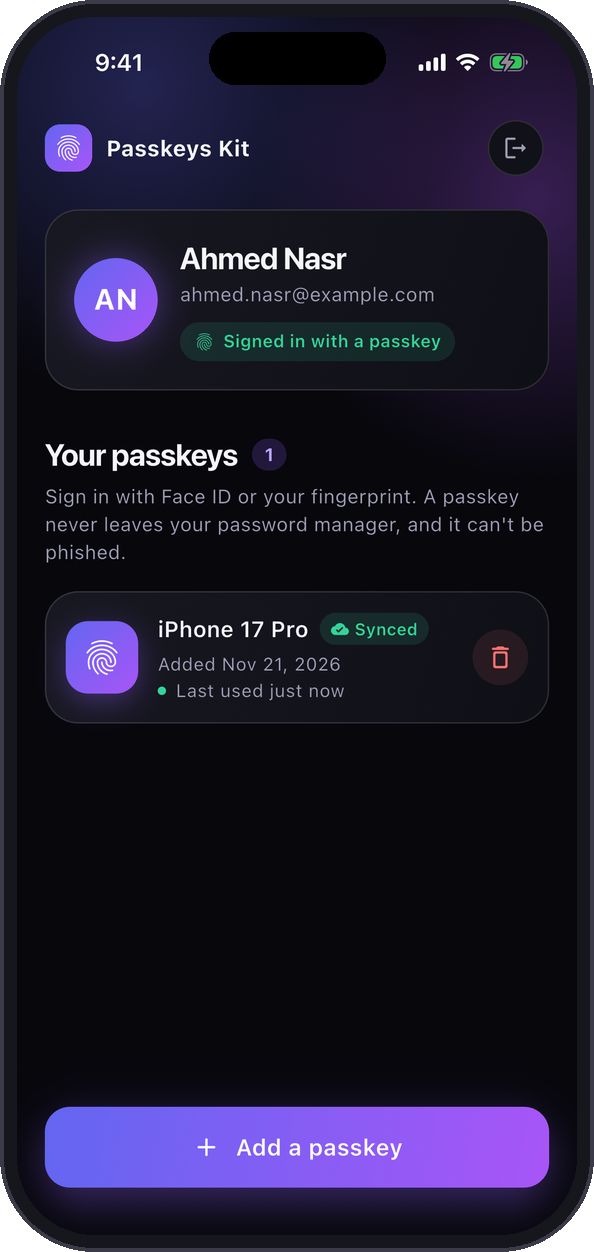 9:41
Passkeys Kit
AN
Ahmed Nasr
ahmed.nasr@example.com
Signed in with a passkey
Your passkeys 1
Sign in with Face ID or your fingerprint. A passkey
never leaves your password manager, and it can't be
phished.
iPhone 17 Pro Synced
Added Nov 21, 2026
Last used just now
+ Add a passkey